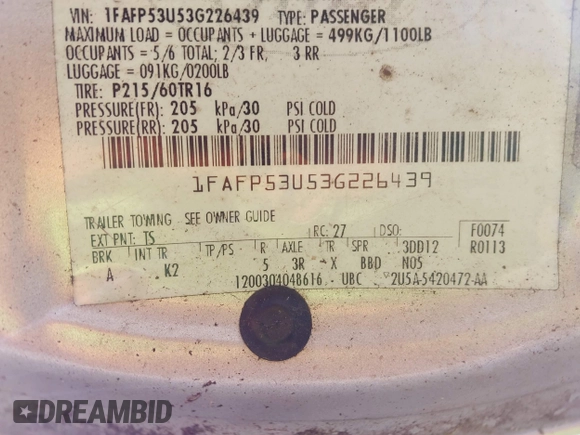 VIN: 1FAFP53U53G226439 TYPE: PASSENGER
MAXIMUM LOAD = OCCUPANTS + LUGGAGE = 499KG/1100LB
OCCUPANTS = 5/6 TOTAL; 2/3 FR, 3 RR
LUGGAGE = 091KG/0200LB
TIRE: P215/60TR16
PRESSURE(FR): 205 kPa/30 PSI COLD
PRESSURE(RR): 205 kPa/30 PSI COLD
1FAFP53U53G226439
TRAILER TOWING - SEE OWNER GUIDE
EXT PNT: TS RC: 27 DSO: F0074
BRK INT TR TP/PS R AXLE TR SPR 3DD12 R0113
A K2 5 3R X BBD N05
1200304048616 UBC 2U5A-5420472-AA
DREAMBID